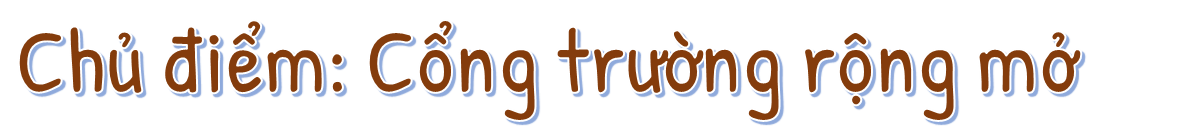 Chủ điểm: Cổng trường rộng mở